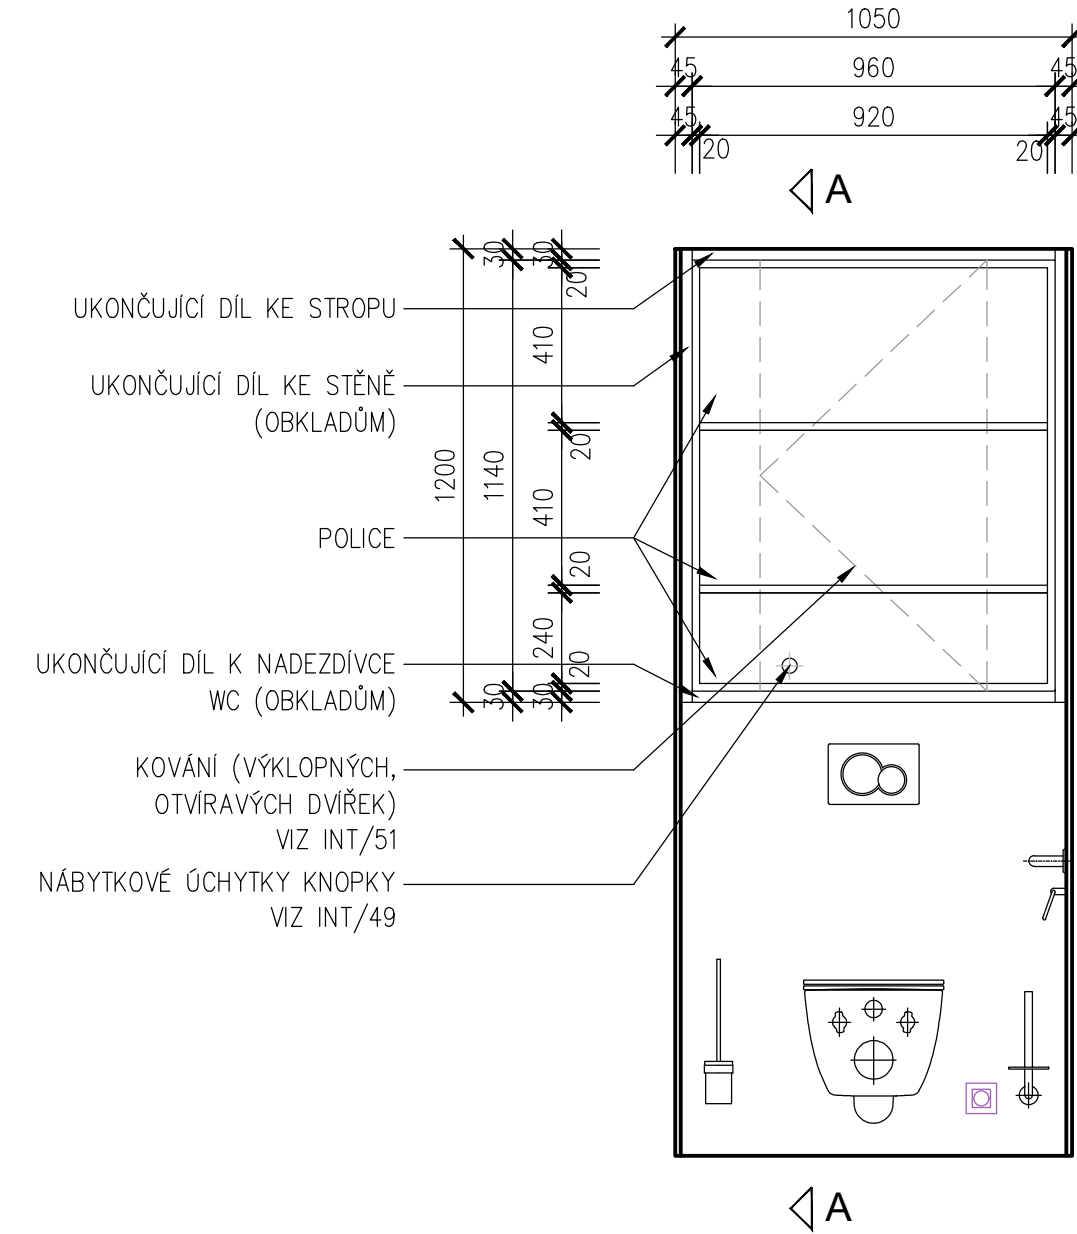 1050
45
960
45
45
920
45
20
20
A
30
30
20
UKONČUJÍCÍ DÍL KE STROPU
410
UKONČUJÍCÍ DÍL KE STĚNĚ
(OBKLADŮM)
20
1200
1140
410
POLICE
20
240
UKONČUJÍCÍ DÍL K NADEZDÍVCE
20
WC (OBKLADŮM)
30
30
KOVÁNÍ (VÝKLOPNÝCH,
OTVÍRAVÝCH DVÍŘEK)
VIZ INT/51
NÁBYTKOVÉ ÚCHYTKY KNOPKY
VIZ INT/49
A